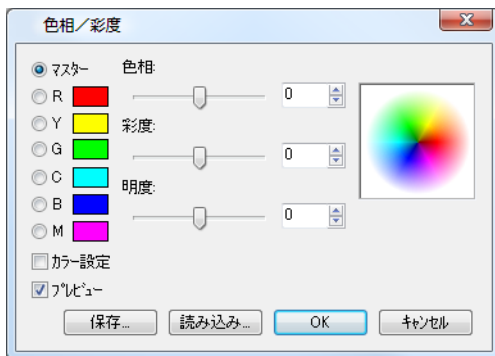 色相／彩度
マスター
R
Y
G
C
B
M
色相:
0
彩度:
0
明度:
0
カラー設定
プレビュー
保存...
読み込み...
OK
キャンセル